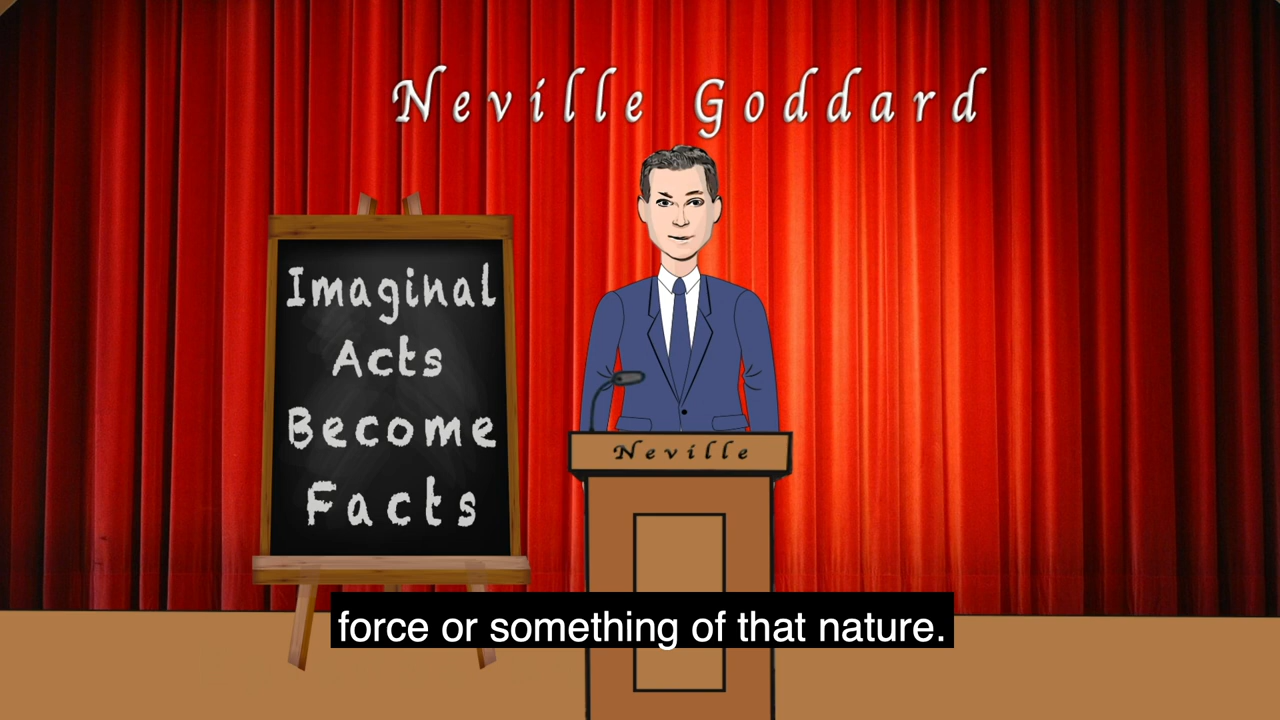 Neville Goddard
Imaginal
Acts
Become
Facts
Neville
force or something of that nature.